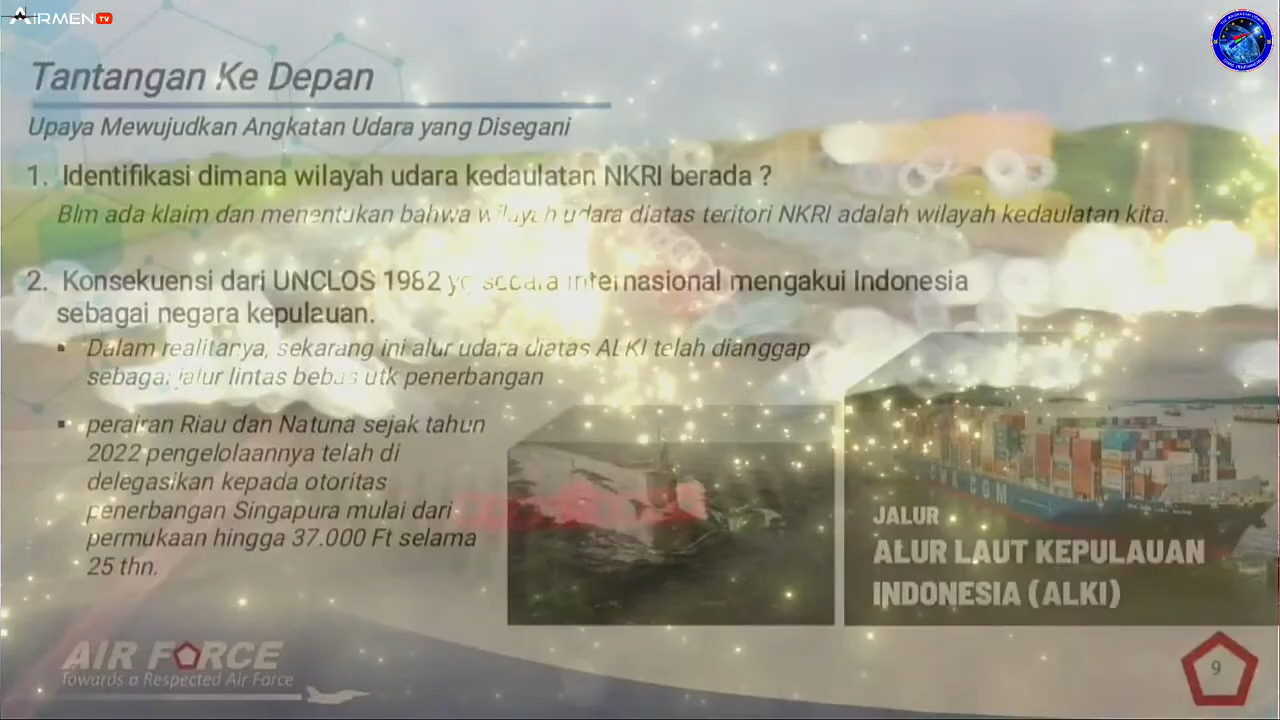 AIRMEN TV
Tantangan Ke Depan
Upaya Mewujudkan Angkatan Udara yang Disegani
1. Identifikasi dimana wilayah udara kedaulatan NKRI berada ?
Blm ada klaim dan menentukan bahwa wilayah udara diatas teritori NKRI adalah wilayah kedaulatan kita.
2. Konsekuensi dari UNCLOS 1982 yg secara internasional mengakui Indonesia
sebagai negara kepulauan.
▪ Dalam realitanya, sekarang ini alur udara diatas ALKI telah dianggap
sebagai jalur lintas bebas utk penerbangan
▪ perairan Riau dan Natuna sejak tahun
2022 pengelolaannya telah di
delegasikan kepada otoritas
penerbangan Singapura mulai dari
permukaan hingga 37.000 Ft selama
25 thn.
CMA CGM
JALUR
ALUR LAUT KEPULAUAN
INDONESIA (ALKI)
AIR FORCE
Towards a Respected Air Force
9